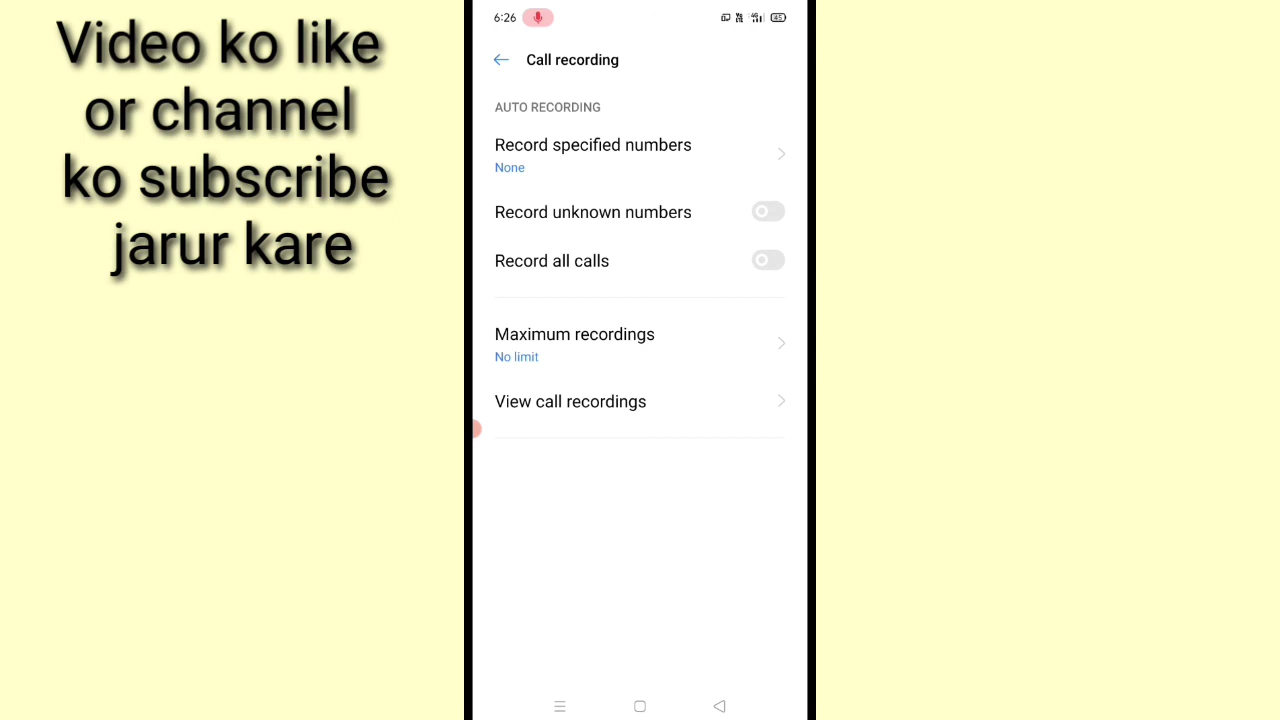 Video ko like
or channel
ko subscribe
jarur kare
6:26
45
Call recording
AUTO RECORDING
Record specified numbers
None
Record unknown numbers
Record all calls
Maximum recordings
No limit
View call recordings